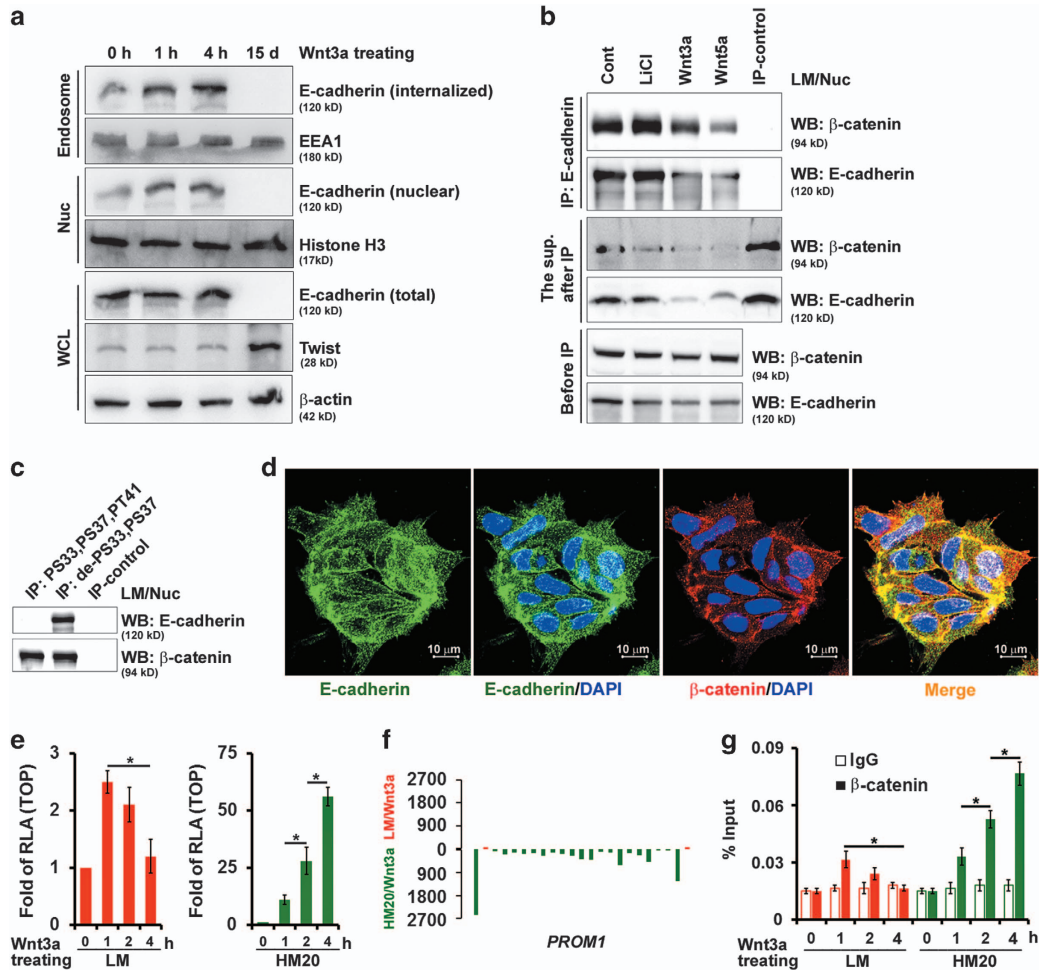 a
0 h 1 h 4 h 15 d Wnt3a treating
Endosome
E-cadherin (internalized)
(120 kD)
EEA1
(180 kD)
Nuc
E-cadherin (nuclear)
(120 kD)
Histone H3
(17kD)
WCL
E-cadherin (total)
(120 kD)
Twist
(28 kD)
β-actin
(42 kD)
b
Cont LiCl Wnt3a Wnt5a IP-control LM/Nuc
IP: E-cadherin
WB: β-catenin
(94 kD)
WB: E-cadherin
(120 kD)
The sup.
after IP
WB: β-catenin
(94 kD)
WB: E-cadherin
(120 kD)
Before IP
WB: β-catenin
(94 kD)
WB: E-cadherin
(120 kD)
c
IP: PS33,PS37,PT41
IP: de-PS33,PS37
IP-control
LM/Nuc
WB: E-cadherin
(120 kD)
WB: β-catenin
(94 kD)
d
10 μm 10 μm 10 μm 10 μm
E-cadherin E-cadherin/DAPI β-catenin/DAPI Merge
e
Fold of RLA (TOP)
3
2
1
0
*
0 1 2 4
Wnt3a
treating
LM
Fold of RLA (TOP)
75
50
25
0
* *
0 1 2 4 h
HM20
f
HM20/Wnt3a LM/Wnt3a
2700
1800
900
0
900
1800
2700
PROM1
g
% Input
0.09
0.06
0.03
0
IgG
β-catenin
* * *
0 1 2 4 0 1 2 4 h
Wnt3a
treating
LM HM20